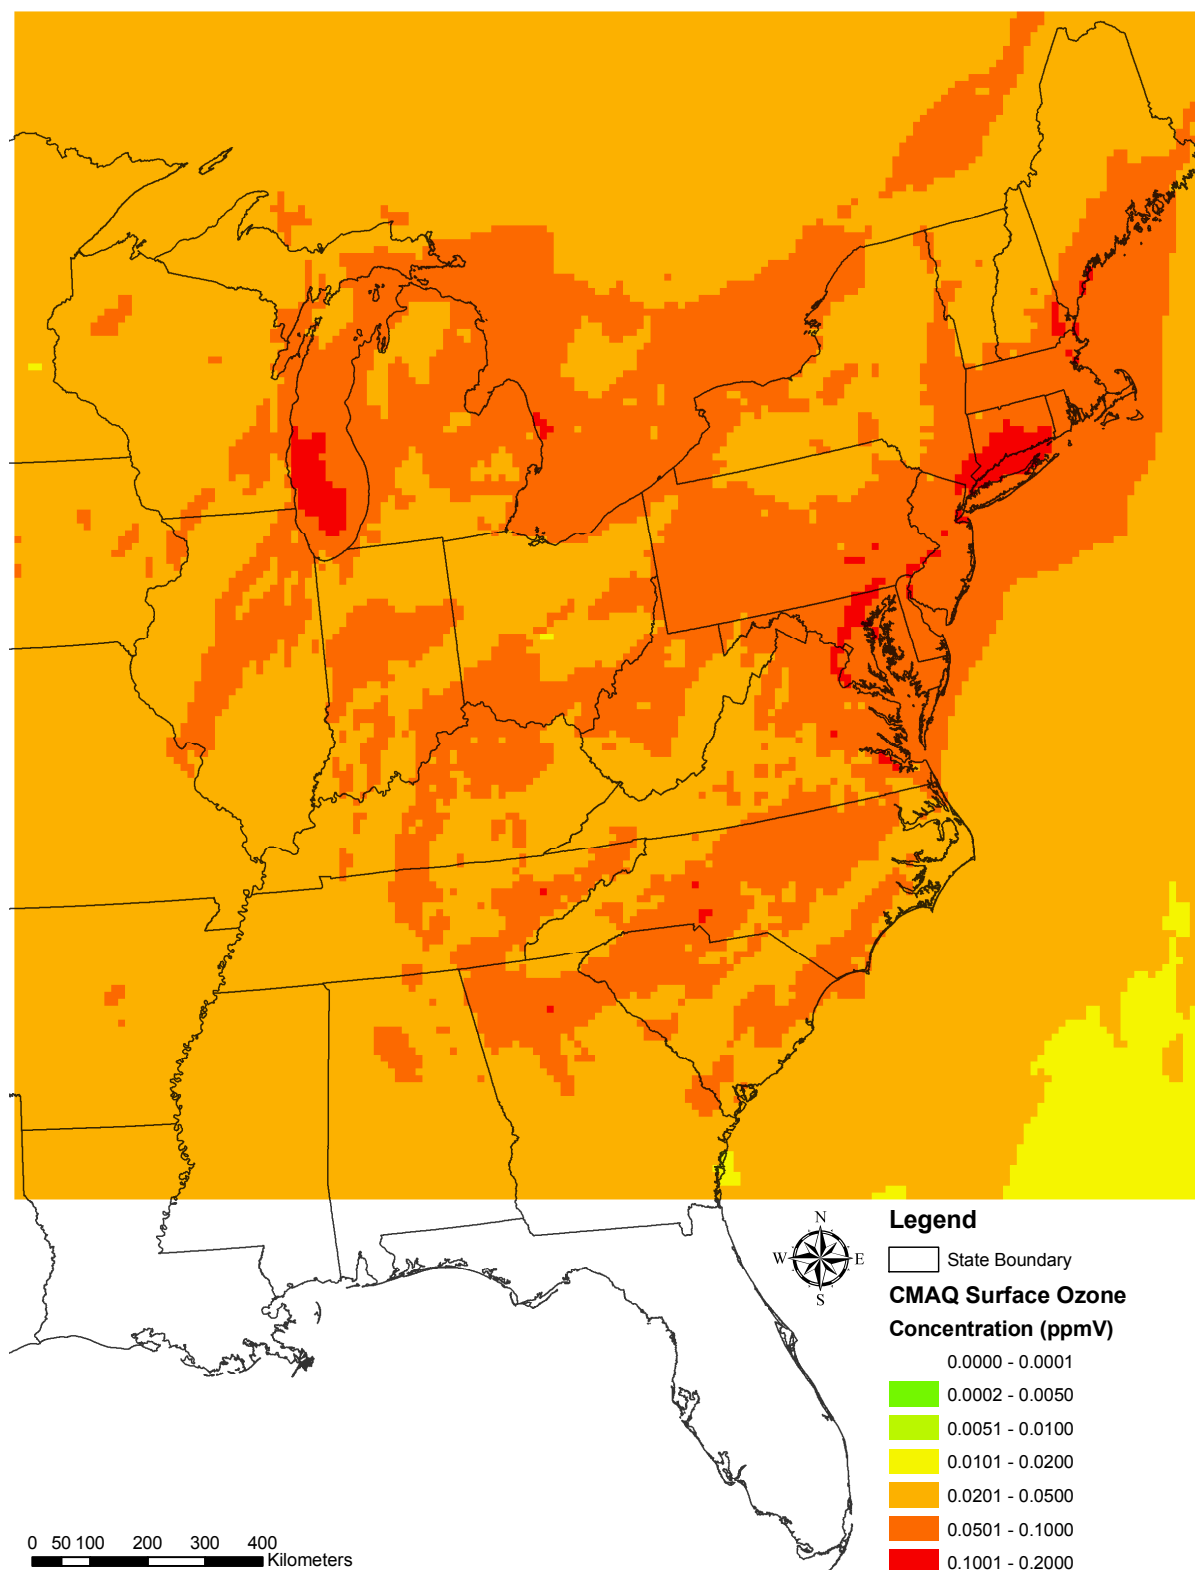 N
W E
S
Legend
State Boundary
CMAQ Surface Ozone
Concentration (ppmV)
0.0000 - 0.0001
0.0002 - 0.0050
0.0051 - 0.0100
0.0101 - 0.0200
0.0201 - 0.0500
0.0501 - 0.1000
0.1001 - 0.2000
0 50 100 200 300 400
Kilometers